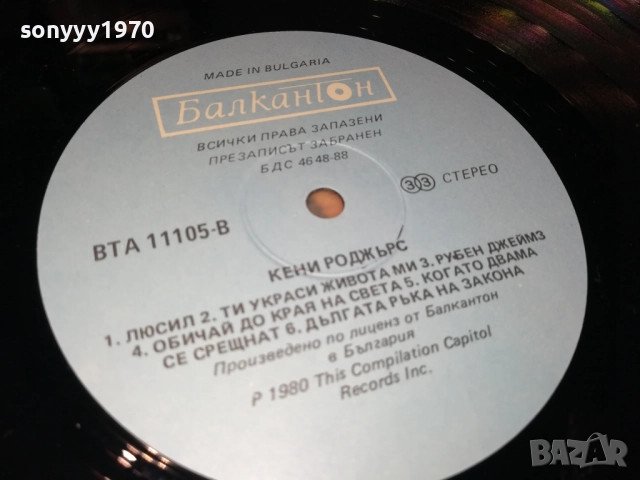 sonyyy1970
MADE IN BULGARIA
Балкантон
ВСИЧКИ ПРАВА ЗАПАЗЕНИ
ПРЕЗАПИСЪТ ЗАБРАНЕН
БДС 4648-88
33 СТЕРЕО
ВТА 11105-В
КЕНИ РОДЖЪРС
1. ЛЮСИЛ 2. ТИ УКРАСИ ЖИВОТА МИ 3. РУБЕН ДЖЕЙМЗ
4. ОБИЧАЙ ДО КРАЯ НА СВЕТА 5. КОГАТО ДВАМА
СЕ СРЕЩНАТ 6. ДЪЛГАТА РЪКА НА ЗАКОНА
Произведено по лиценз от Балкантон
в България
P 1980 This Compilation Capitol
Records Inc.
BAZAR